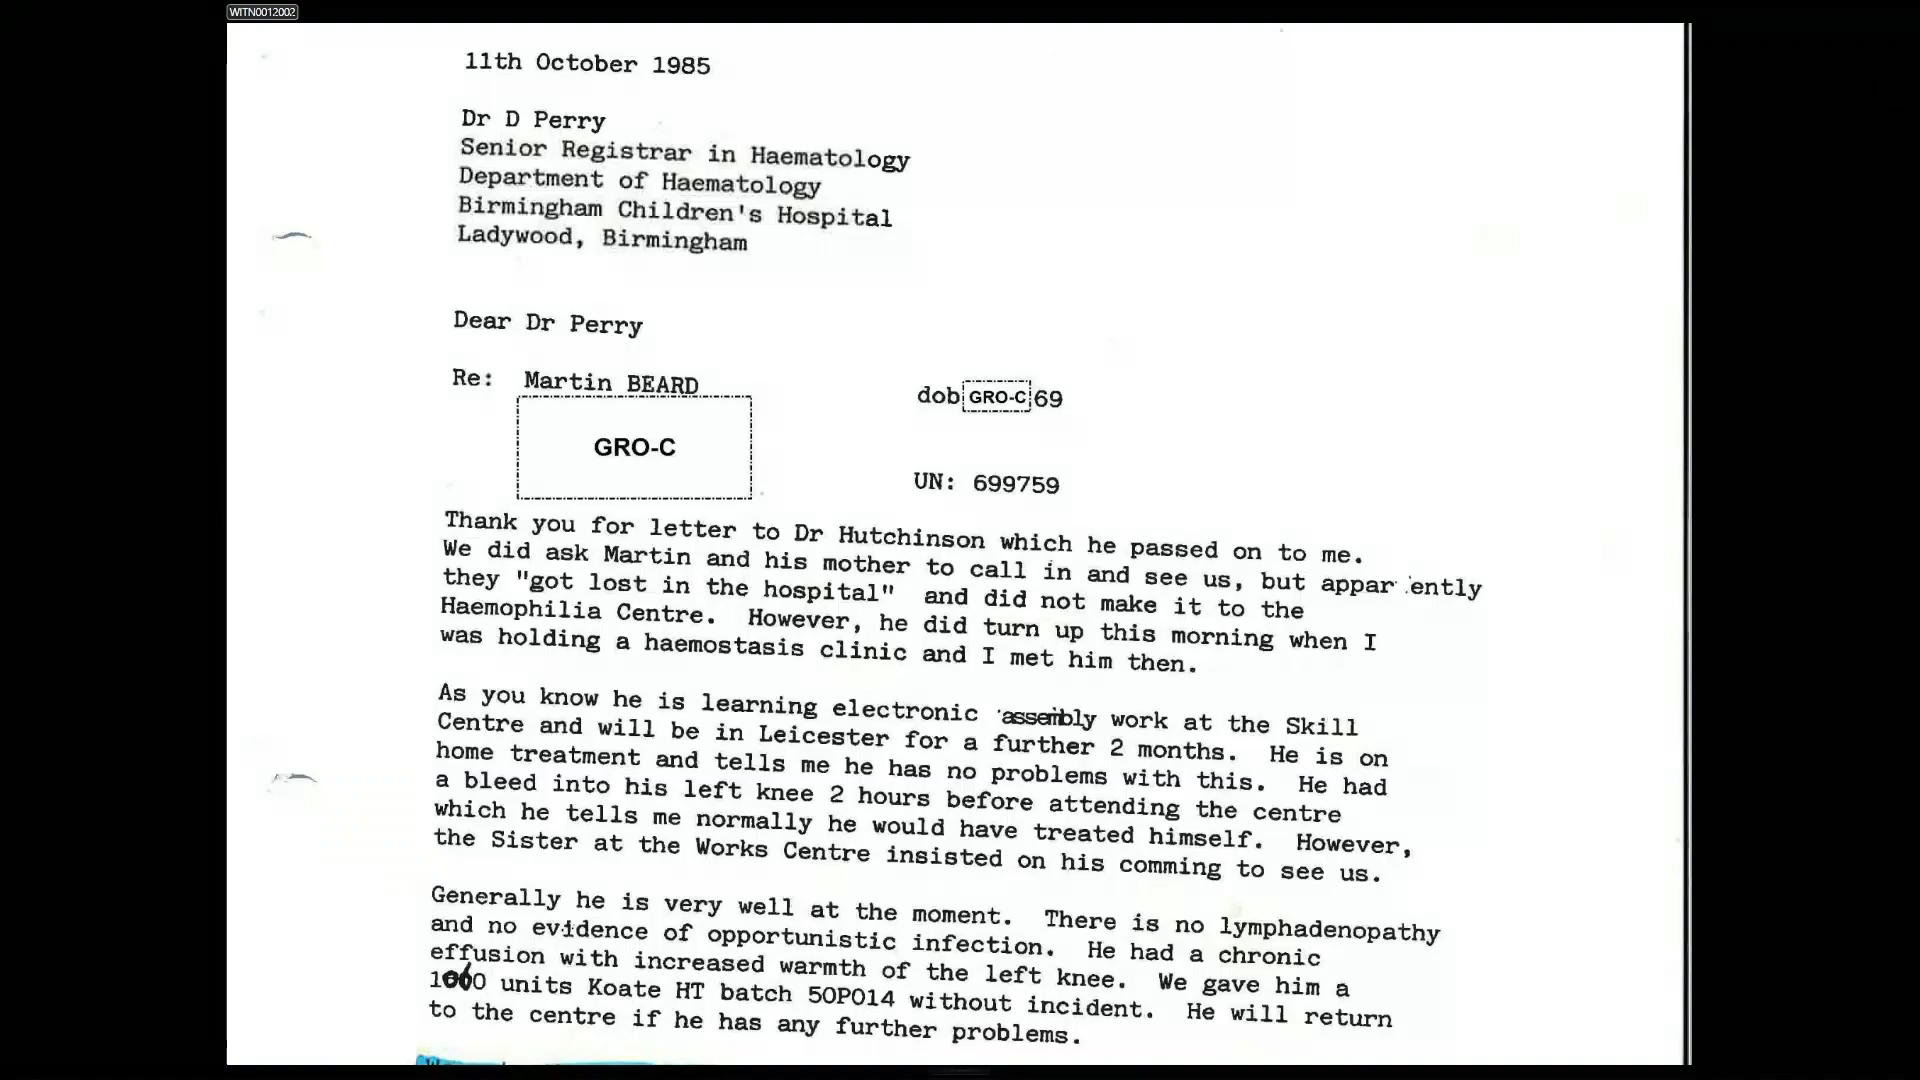 WITN0012002
11th October 1985
Dr D Perry
Senior Registrar in Haematology
Department of Haematology
Birmingham Children's Hospital
Ladywood, Birmingham
Dear Dr Perry
Re: Martin BEARD
dob GRO-C 69
GRO-C
UN: 699759
Thank you for letter to Dr Hutchinson which he passed on to me.
We did ask Martin and his mother to call in and see us, but apparently
they "got lost in the hospital" and did not make it to the
Haemophilia Centre. However, he did turn up this morning when I
was holding a haemostasis clinic and I met him then.
As you know he is learning electronic assembly work at the Skill
Centre and will be in Leicester for a further 2 months. He is on
home treatment and tells me he has no problems with this. He had
a bleed into his left knee 2 hours before attending the centre
which he tells me normally he would have treated himself. However,
the Sister at the Works Centre insisted on his comming to see us.
Generally he is very well at the moment. There is no lymphadenopathy
and no evidence of opportunistic infection. He had a chronic
effusion with increased warmth of the left knee. We gave him a
units Koate HT batch 50P014 without incident. He will return
to the centre if he has any further problems.